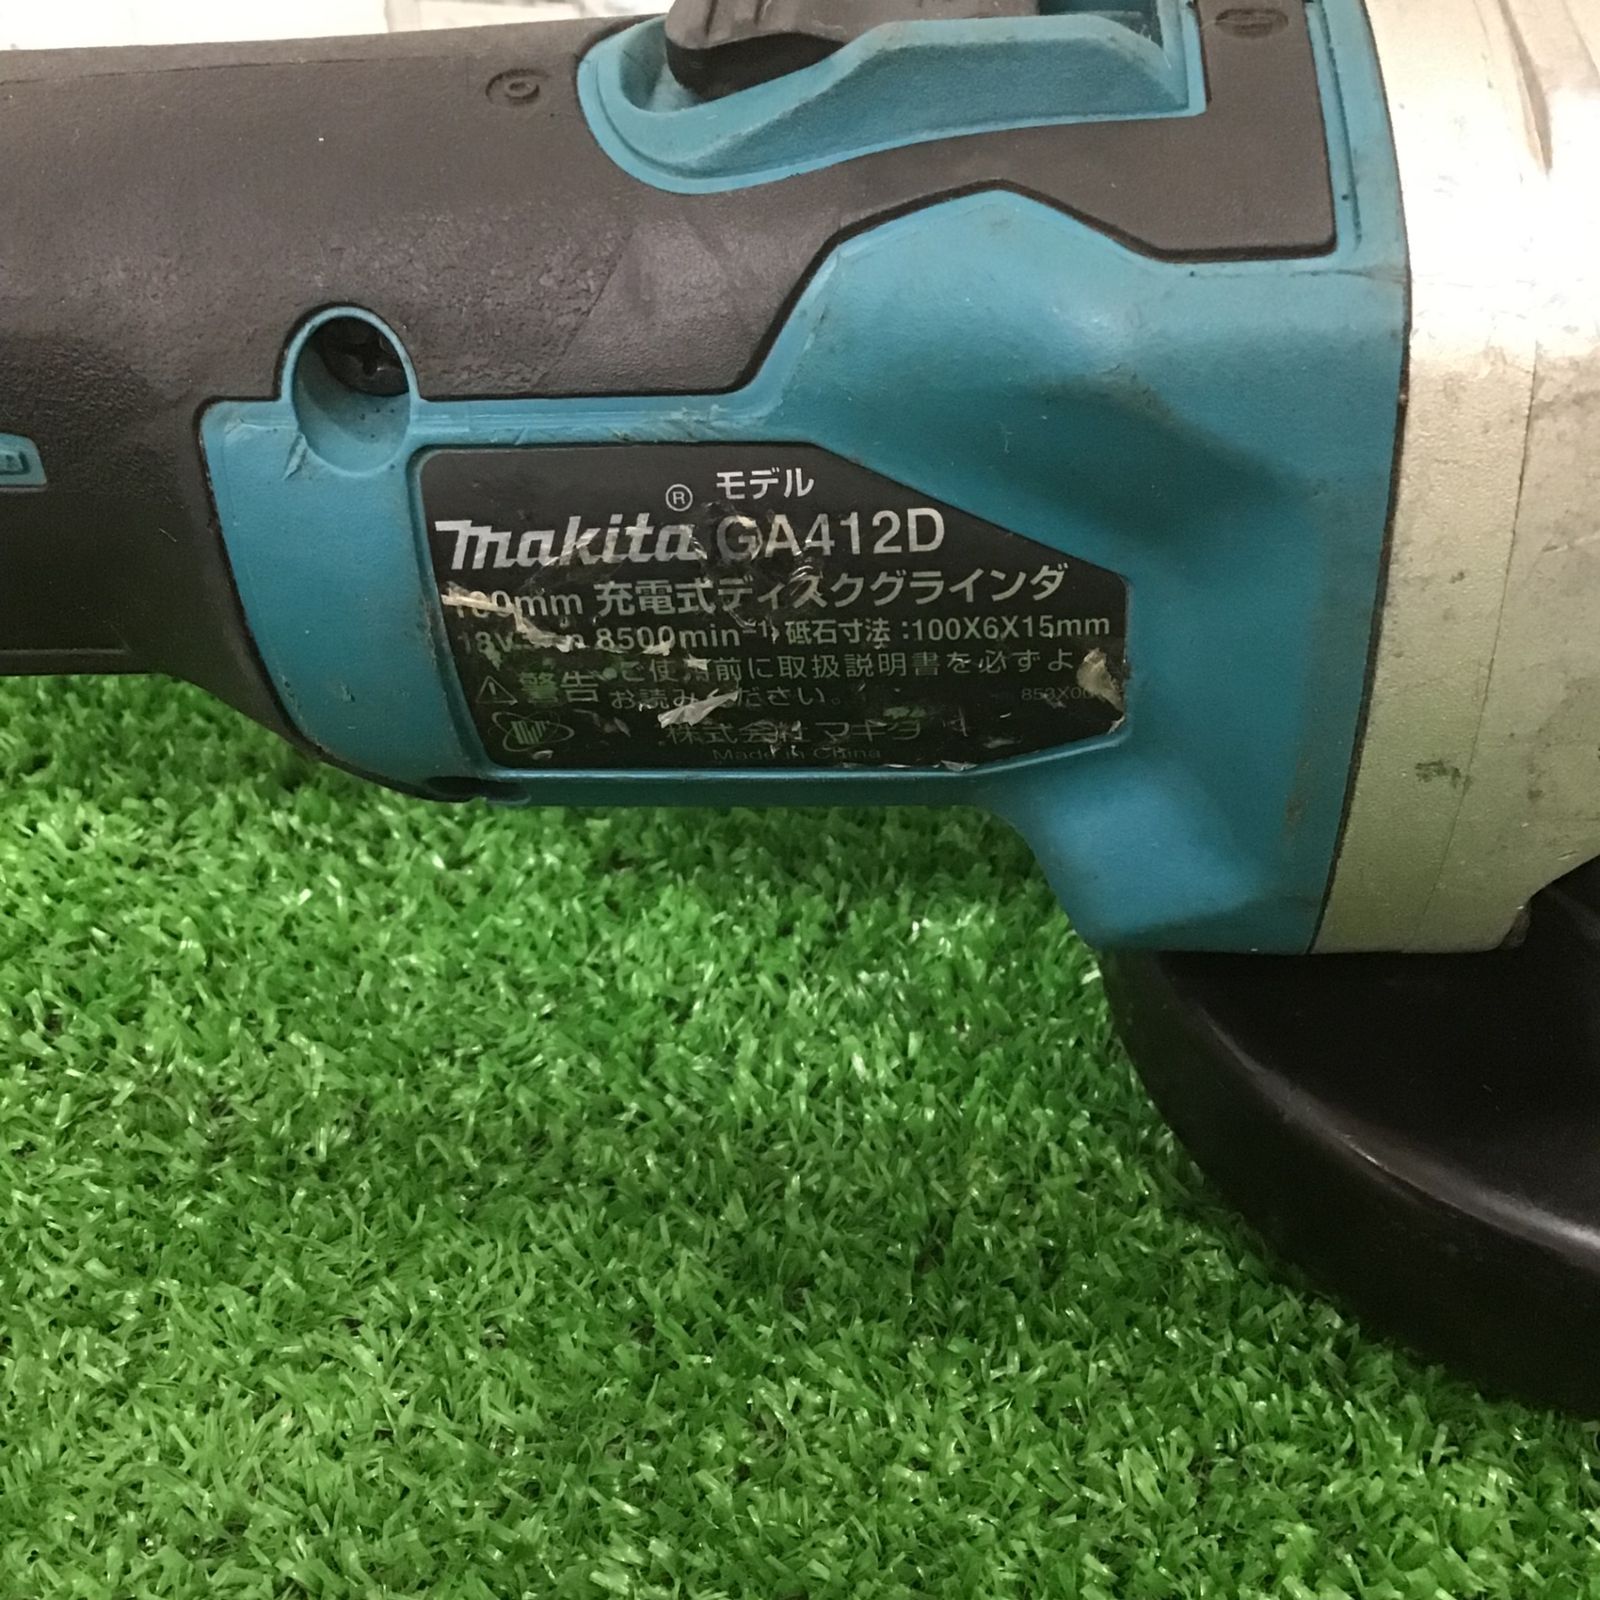 モデル
makita® GA412D
100mm 充電式ディスクグラインダ
18V 8500min⁻¹ 砥石寸法:100X6X15mm
警告 ・ご使用前に取扱説明書を必ずよ
お読みください。
株式会社 マキタ
Made in China